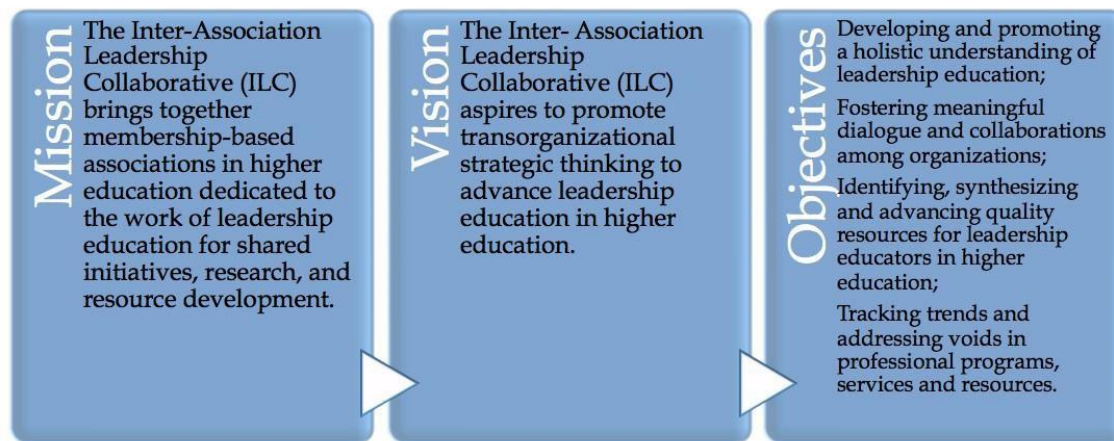 Mission
The Inter-Association
Leadership
Collaborative (ILC)
brings together
membership-based
associations in higher
education dedicated to
the work of leadership
education for shared
initiatives, research, and
resource development.
Vision
The Inter- Association
Leadership
Collaborative (ILC)
aspires to promote
transorganizational
strategic thinking to
advance leadership
education in higher
education.
Objectives
Developing and promoting
a holistic understanding of
leadership education;
Fostering meaningful
dialogue and collaborations
among organizations;
Identifying, synthesizing
and advancing quality
resources for leadership
educators in higher
education;
Tracking trends and
addressing voids in
professional programs,
services and resources.